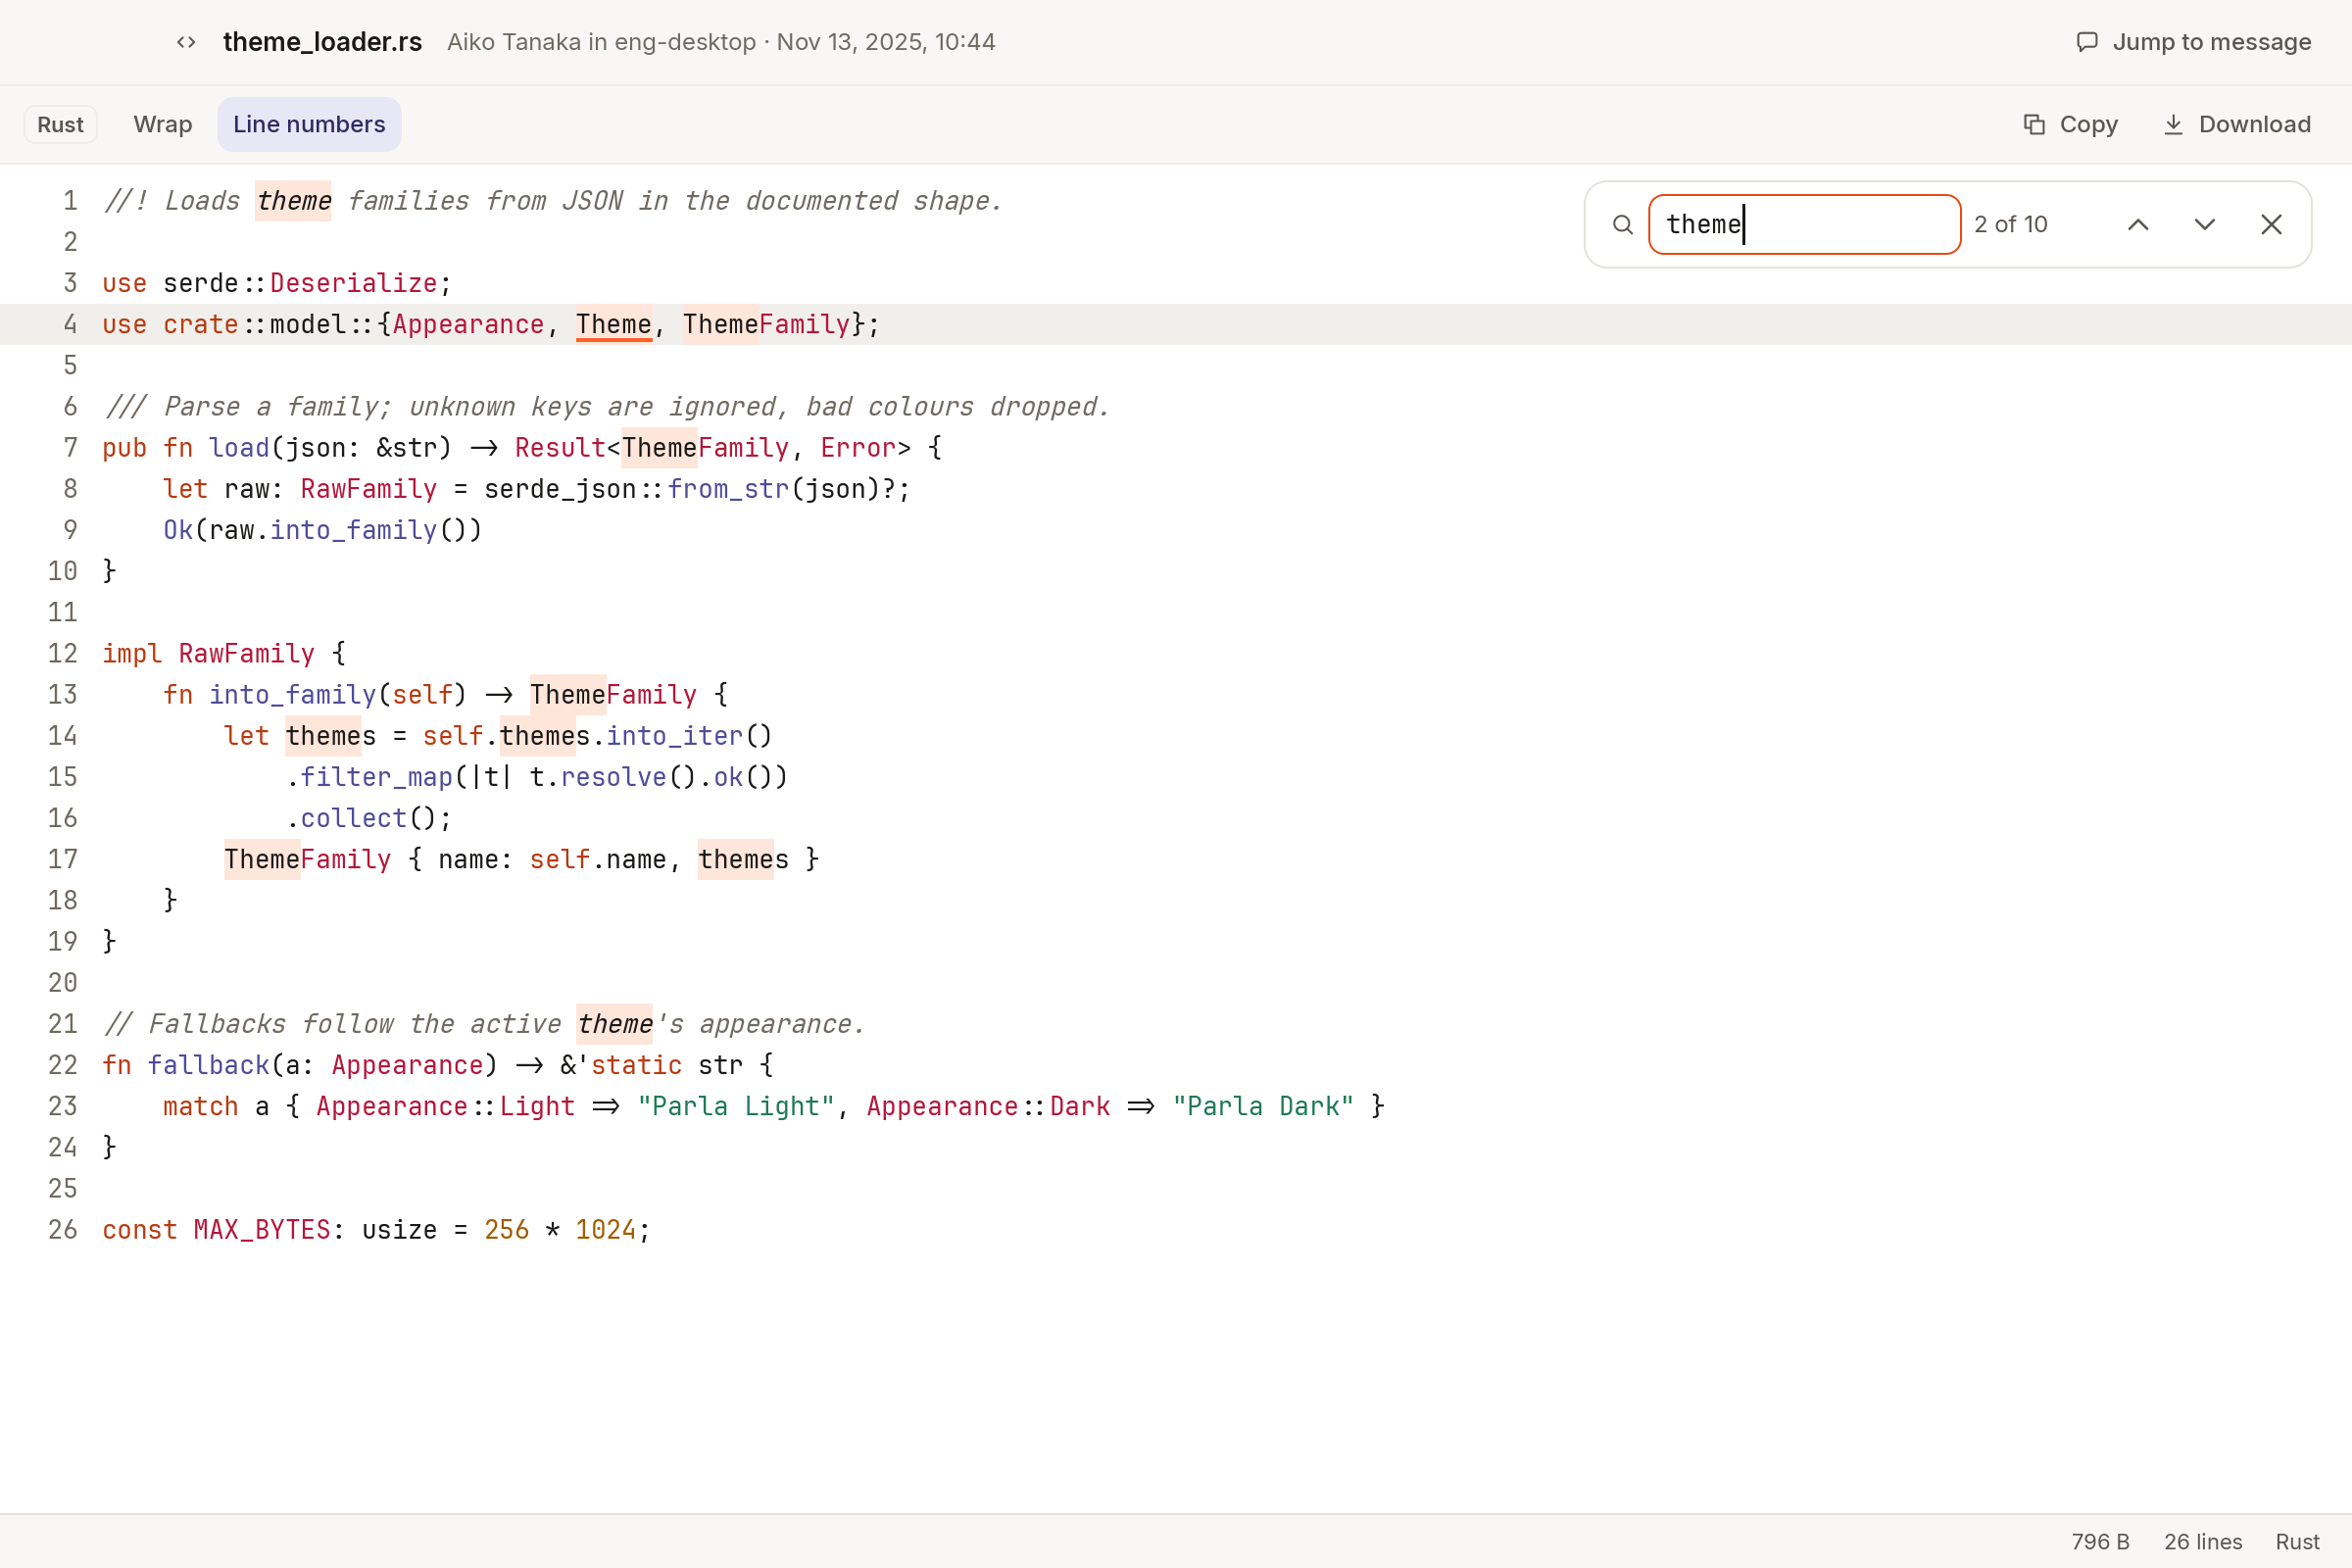 theme_loader.rs Aiko Tanaka in eng-desktop · Nov 13, 2025, 10:44 Jump to message
Rust Wrap Line numbers Copy Download
theme 2 of 10
1 //! Loads theme families from JSON in the documented shape.
2
3 use serde::Deserialize;
4 use crate::model::{Appearance, Theme, ThemeFamily};
5
6 /// Parse a family; unknown keys are ignored, bad colours dropped.
7 pub fn load(json: &str) -> Result<ThemeFamily, Error> {
8     let raw: RawFamily = serde_json::from_str(json)?;
9     Ok(raw.into_family())
10 }
11
12 impl RawFamily {
13     fn into_family(self) -> ThemeFamily {
14         let themes = self.themes.into_iter()
15             .filter_map(|t| t.resolve().ok())
16             .collect();
17         ThemeFamily { name: self.name, themes }
18     }
19 }
20
21 // Fallbacks follow the active theme's appearance.
22 fn fallback(a: Appearance) -> &'static str {
23     match a { Appearance::Light => "Parla Light", Appearance::Dark => "Parla Dark" }
24 }
25
26 const MAX_BYTES: usize = 256 * 1024;
796 B 26 lines Rust